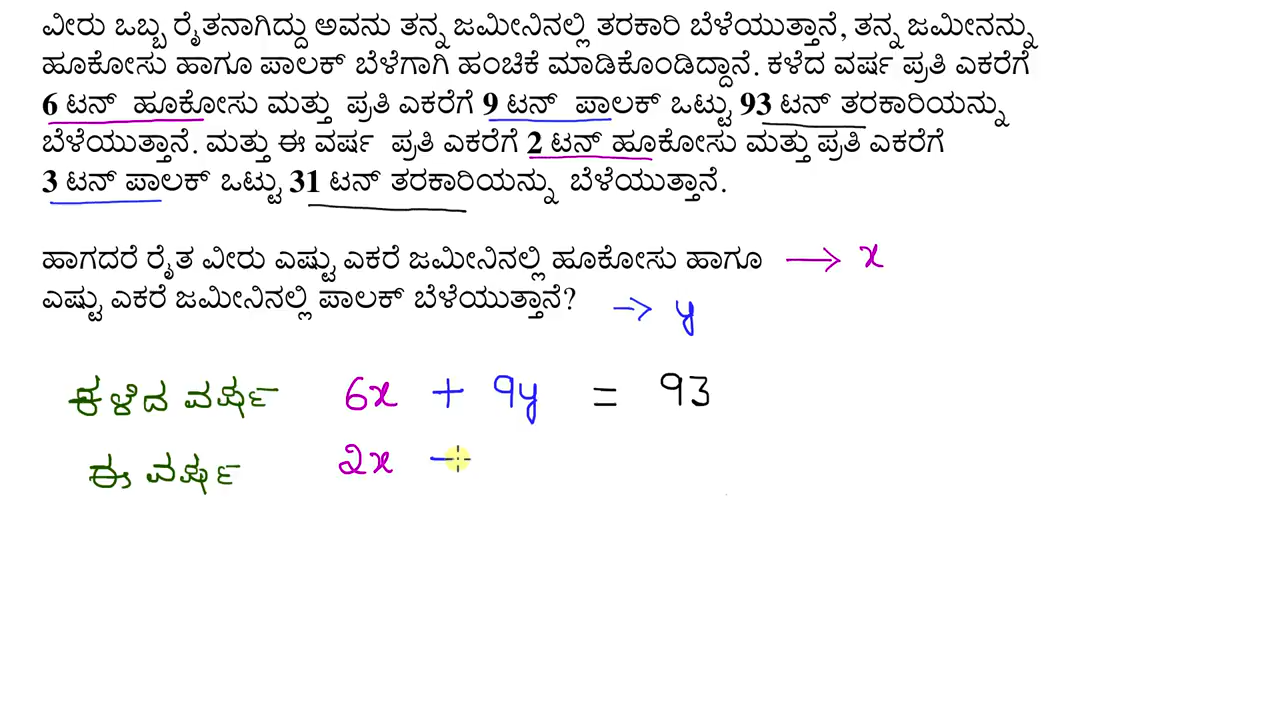 ವೀರು ಒಬ್ಬ ರೈತನಾಗಿದ್ದು ಅವನು ತನ್ನ ಜಮೀನಿನಲ್ಲಿ ತರಕಾರಿ ಬೆಳೆಯುತ್ತಾನೆ, ತನ್ನ ಜಮೀನನ್ನು
ಹೂಕೋಸು ಹಾಗೂ ಪಾಲಕ್ ಬೆಳೆಗಾಗಿ ಹಂಚಿಕೆ ಮಾಡಿಕೊಂಡಿದ್ದಾನೆ. ಕಳೆದ ವರ್ಷ ಪ್ರತಿ ಎಕರೆಗೆ
6 ಟನ್ ಹೂಕೋಸು ಮತ್ತು ಪ್ರತಿ ಎಕರೆಗೆ 9 ಟನ್ ಪಾಲಕ್ ಒಟ್ಟು 93 ಟನ್ ತರಕಾರಿಯನ್ನು
ಬೆಳೆಯುತ್ತಾನೆ. ಮತ್ತು ಈ ವರ್ಷ ಪ್ರತಿ ಎಕರೆಗೆ 2 ಟನ್ ಹೂಕೋಸು ಮತ್ತು ಪ್ರತಿ ಎಕರೆಗೆ
3 ಟನ್ ಪಾಲಕ್ ಒಟ್ಟು 31 ಟನ್ ತರಕಾರಿಯನ್ನು ಬೆಳೆಯುತ್ತಾನೆ.
ಹಾಗದರೆ ರೈತ ವೀರು ಎಷ್ಟು ಎಕರೆ ಜಮೀನಿನಲ್ಲಿ ಹೂಕೋಸು ಹಾಗೂ → x
ಎಷ್ಟು ಎಕರೆ ಜಮೀನಿನಲ್ಲಿ ಪಾಲಕ್ ಬೆಳೆಯುತ್ತಾನೆ? → y
ಕಳೆದ ವರ್ಷ 6x + 9y = 93
ಈ ವರ್ಷ 2x −